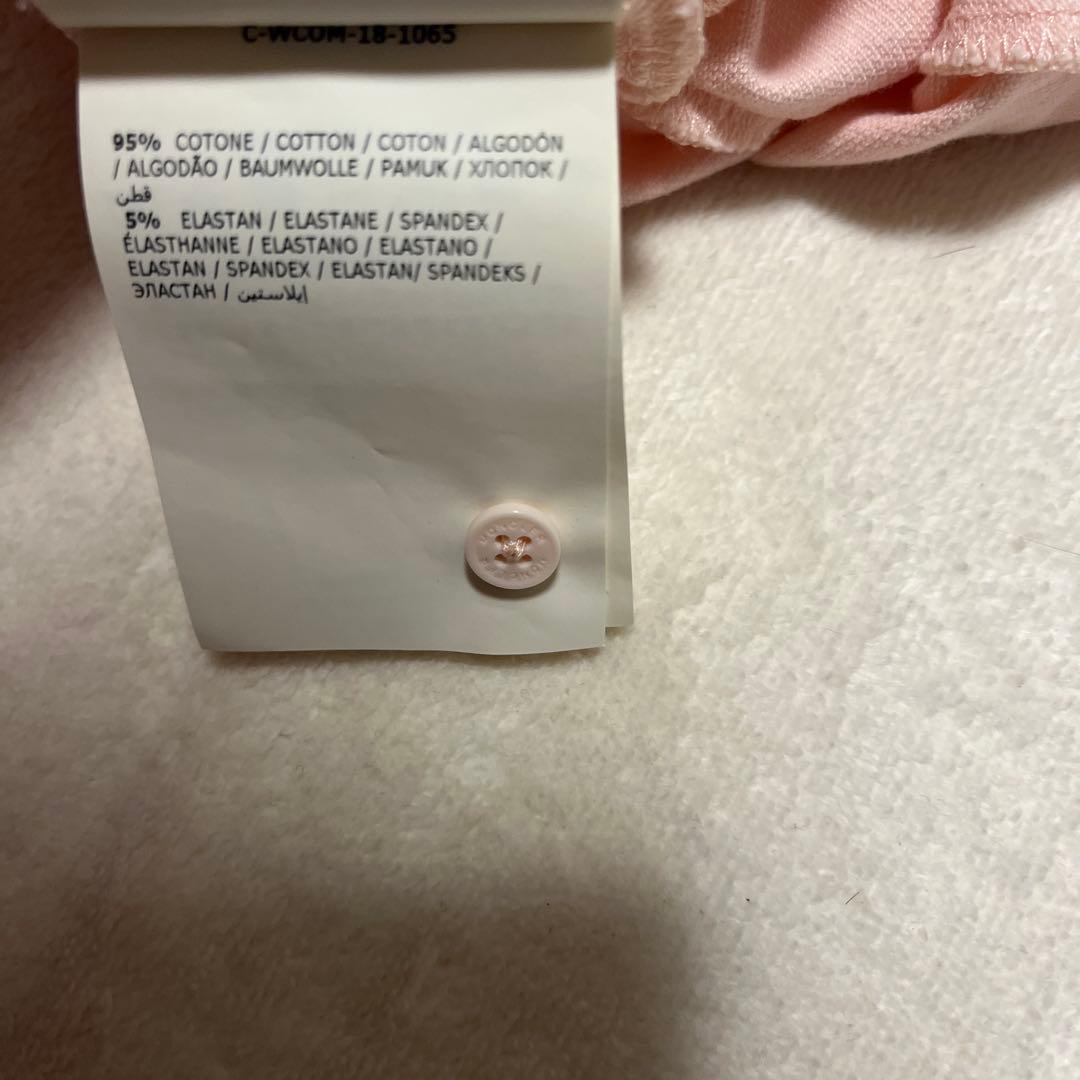 C-WCOM-18-1065
95% COTONE / COTTON / COTON / ALGODÓN
/ ALGODÃO / BAUMWOLLE / PAMUK / ХЛОПОК /
قطن
5% ELASTAN / ELASTANE / SPANDEX /
ÉLASTHANNE / ELASTANO / ELASTANO /
ELASTAN / SPANDEX / ELASTAN/ SPANDEKS /
ЭЛАСТАН / إيلاستين
MONCLER